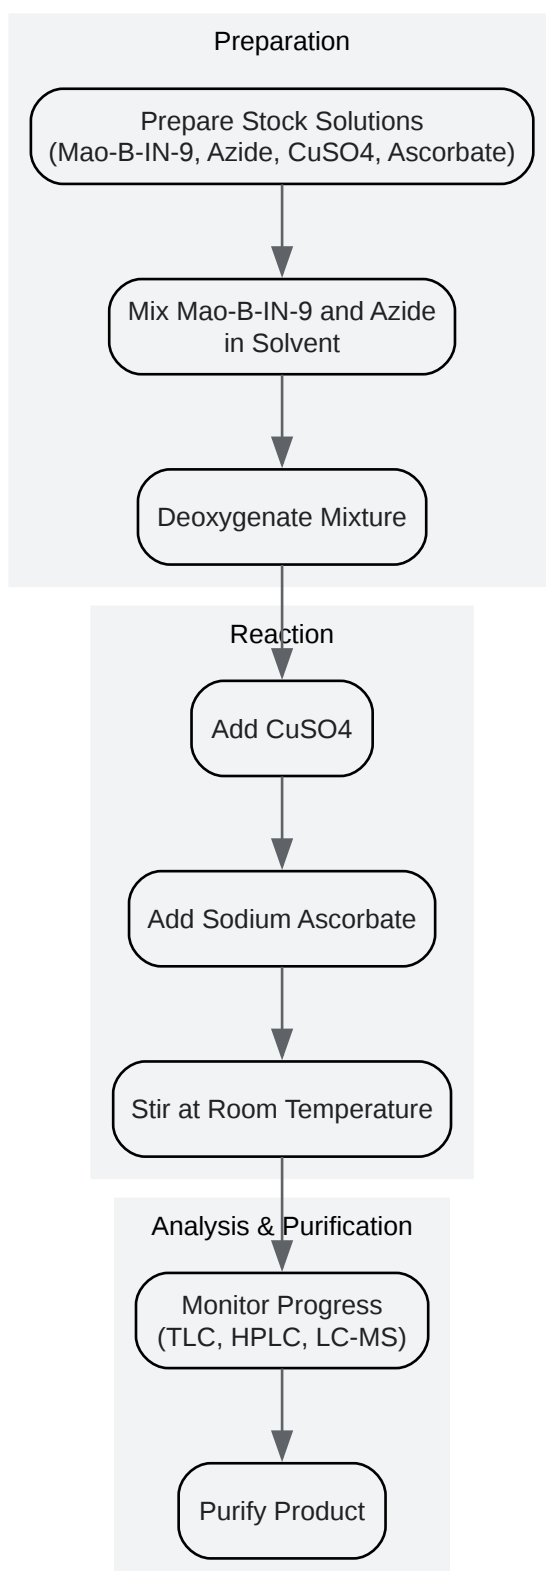 Preparation
Prepare Stock Solutions
(Mao-B-IN-9, Azide, CuSO4, Ascorbate)
Mix Mao-B-IN-9 and Azide
in Solvent
Deoxygenate Mixture
Reaction
Add CuSO4
Add Sodium Ascorbate
Stir at Room Temperature
Analysis & Purification
Monitor Progress
(TLC, HPLC, LC-MS)
Purify Product